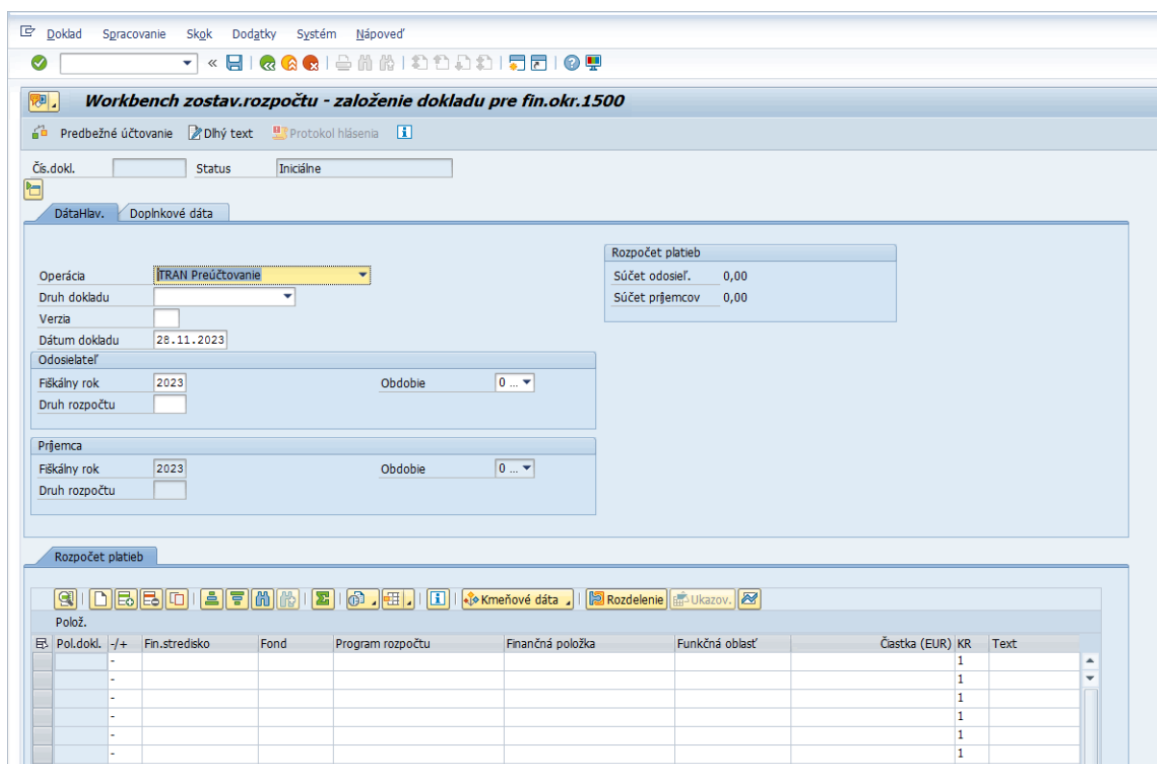 Doklad Spracovanie Skok Dodatky Systém Nápoveď
Workbench zostav.rozpočtu - založenie dokladu pre fin.okr.1500
Predbežné účtovanie Dlhý text Protokol hlásenia
Čís.dokl. Status Iniciálne
DátaHlav. Doplnkové dáta
Rozpočet platieb
Operácia TRAN Preúčtovanie Súčet odosieľ. 0,00
Druh dokladu Súčet príjemcov 0,00
Verzia
Dátum dokladu 28.11.2023
Odosielateľ
Fiškálny rok 2023 Obdobie 0 ...
Druh rozpočtu
Príjemca
Fiškálny rok 2023 Obdobie 0 ...
Druh rozpočtu
Rozpočet platieb
Kmeňové dáta Rozdelenie Ukazov.
Polož.
Pol.dokl. -/+ Fin.stredisko Fond Program rozpočtu Finančná položka Funkčná oblasť Čiastka (EUR) KR Text
- 1
- 1
- 1
- 1
- 1
- 1